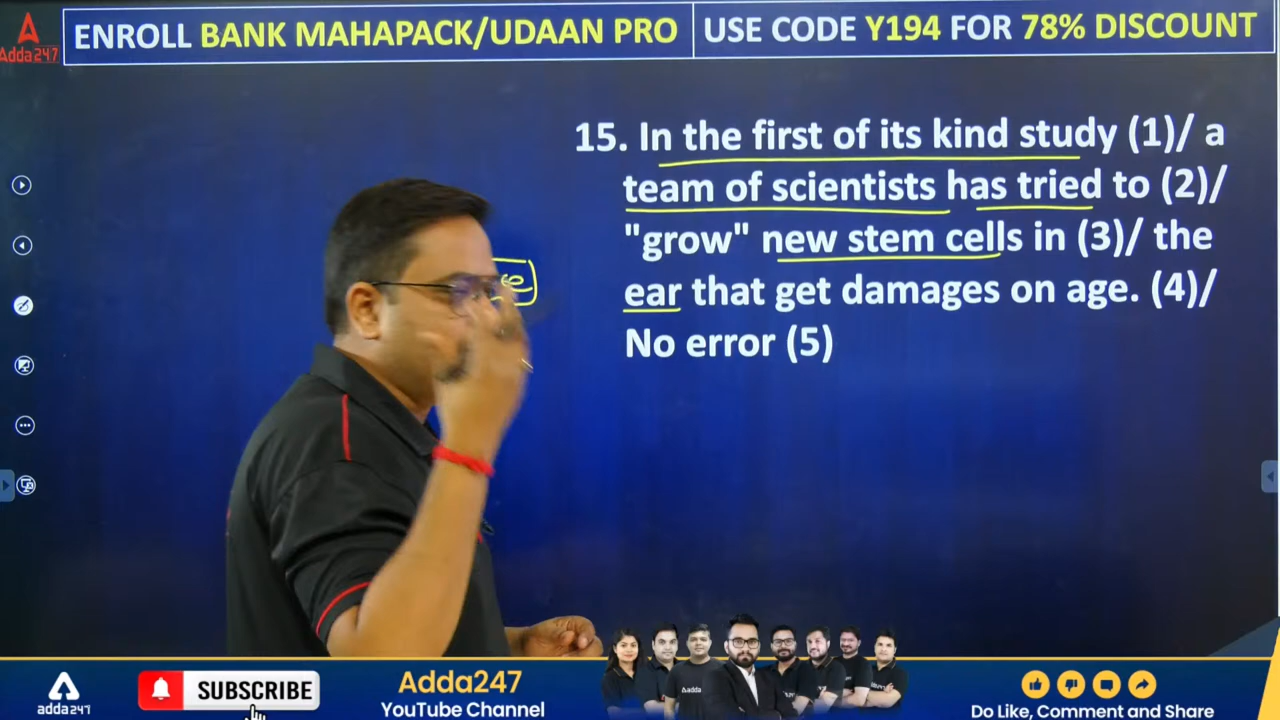 ENROLL BANK MAHAPACK/UDAAN PRO
USE CODE Y194 FOR 78% DISCOUNT
Adda247
15. In the first of its kind study (1)/ a
team of scientists has tried to (2)/
"grow" new stem cells in (3)/ the
ear that get damages on age. (4)/
No error (5)
adda247
SUBSCRIBE
Adda247
YouTube Channel
Adda247
Do Like, Comment and Share